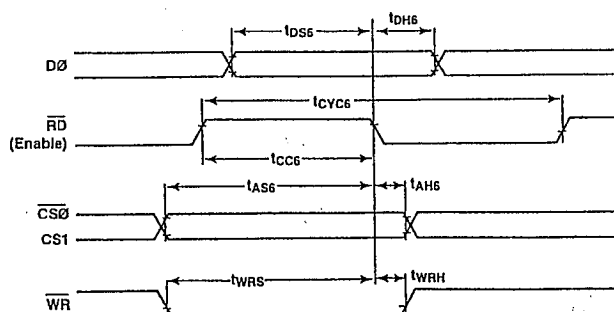 tDS6 tDH6
DØ
tCYC6
RD
(Enable)
tCC6
tAS6 tAH6
CSØ
CS1
tWRS tWRH
WR